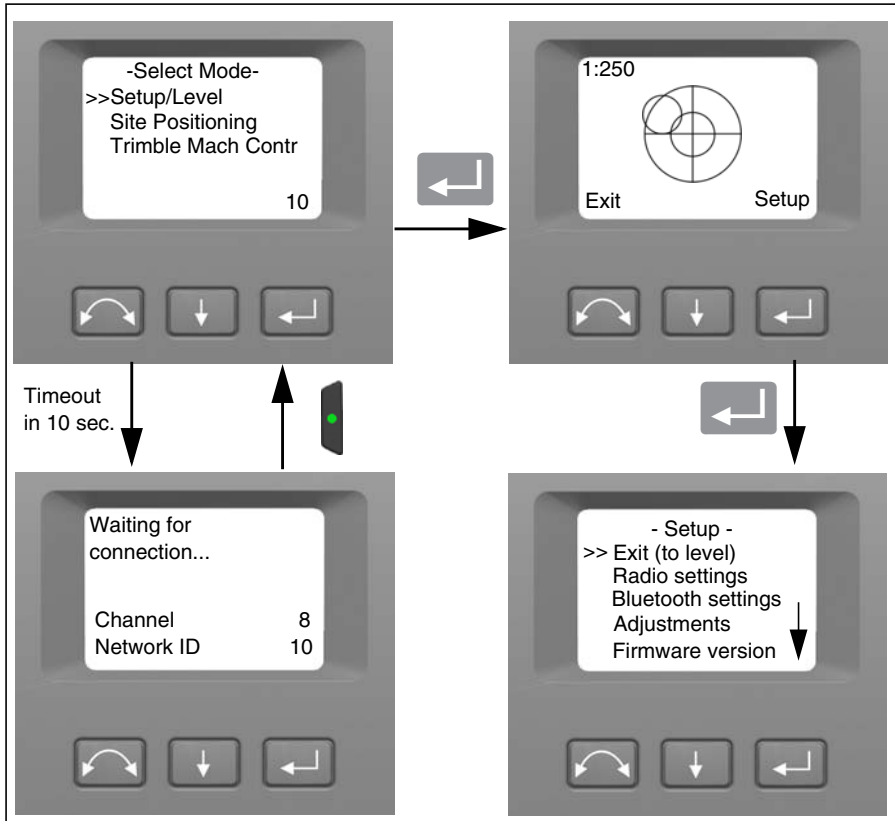 -Select Mode-
>>Setup/Level
Site Positioning
Trimble Mach Contr
10
1:250
Exit Setup
Timeout
in 10 sec.
Waiting for
connection...
Channel 8
Network ID 10
- Setup -
>> Exit (to level)
Radio settings
Bluetooth settings
Adjustments
Firmware version